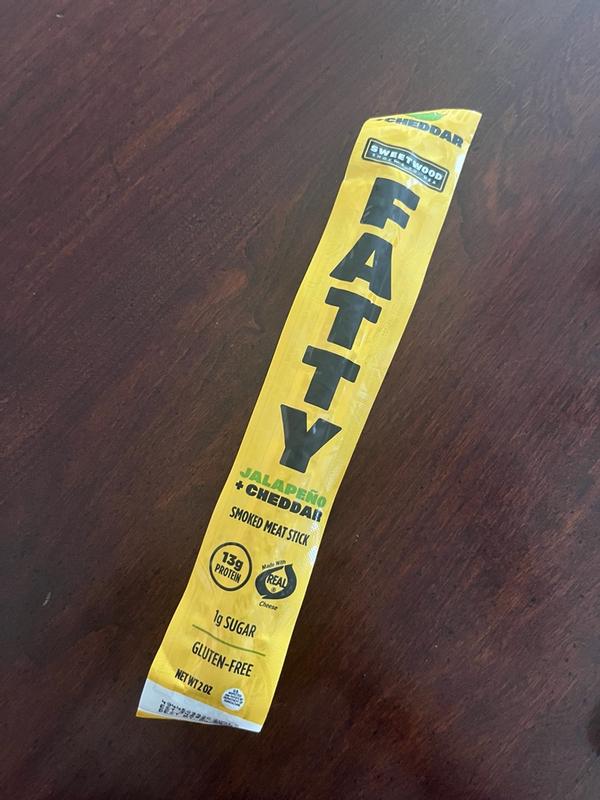 +CHEDDAR
SWEETWOOD
FATTY
JALAPEÑO
+ CHEDDAR
SMOKED MEAT STICK
13g
PROTEIN
Made With
REAL
®
Cheese
1g SUGAR
GLUTEN-FREE
NET WT 2 OZ